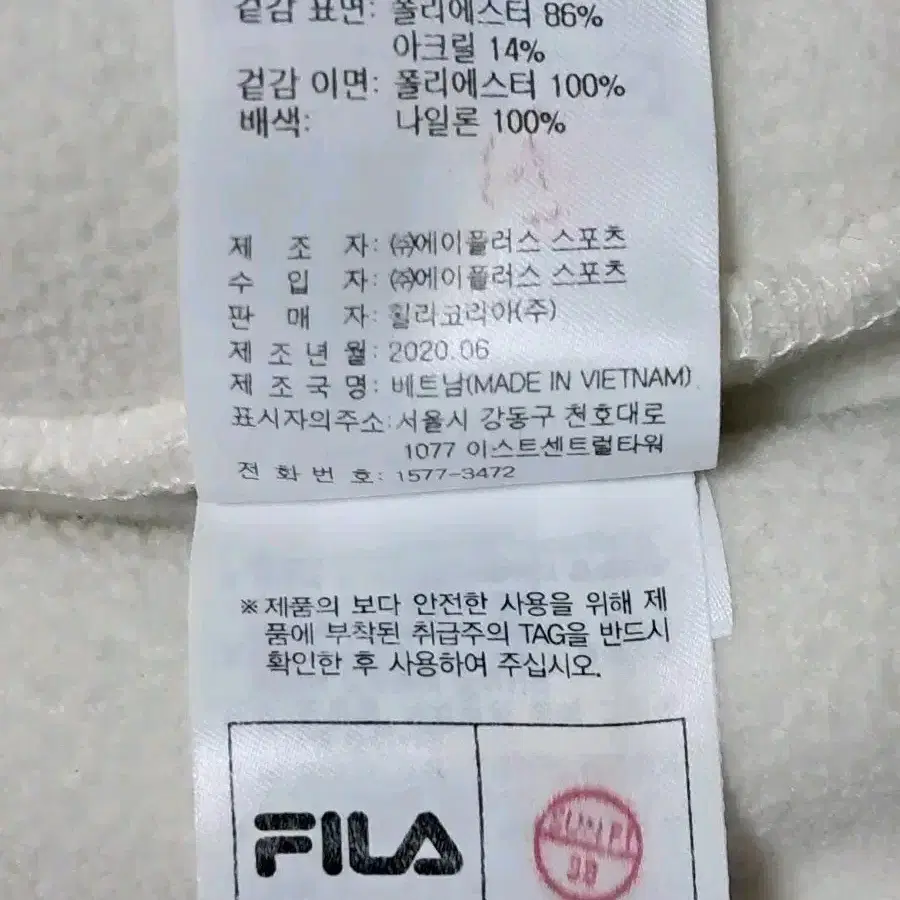 겉감 표면: 폴리에스터 86%
아크릴 14%
겉감 이면: 폴리에스터 100%
배색: 나일론 100%
제 조 자: ㈜에이플러스 스포츠
수 입 자: ㈜에이플러스 스포츠
판 매 자: 휠라코리아(주)
제 조 년 월: 2020.06
제 조 국 명: 베트남(MADE IN VIETNAM)
표시자의주소: 서울시 강동구 천호대로
1077 이스트센트럴타워
전 화 번 호: 1577-3472
※ 제품의 보다 안전한 사용을 위해 제
품에 부착된 취급주의 TAG을 반드시
확인한 후 사용하여 주십시오.
FILA